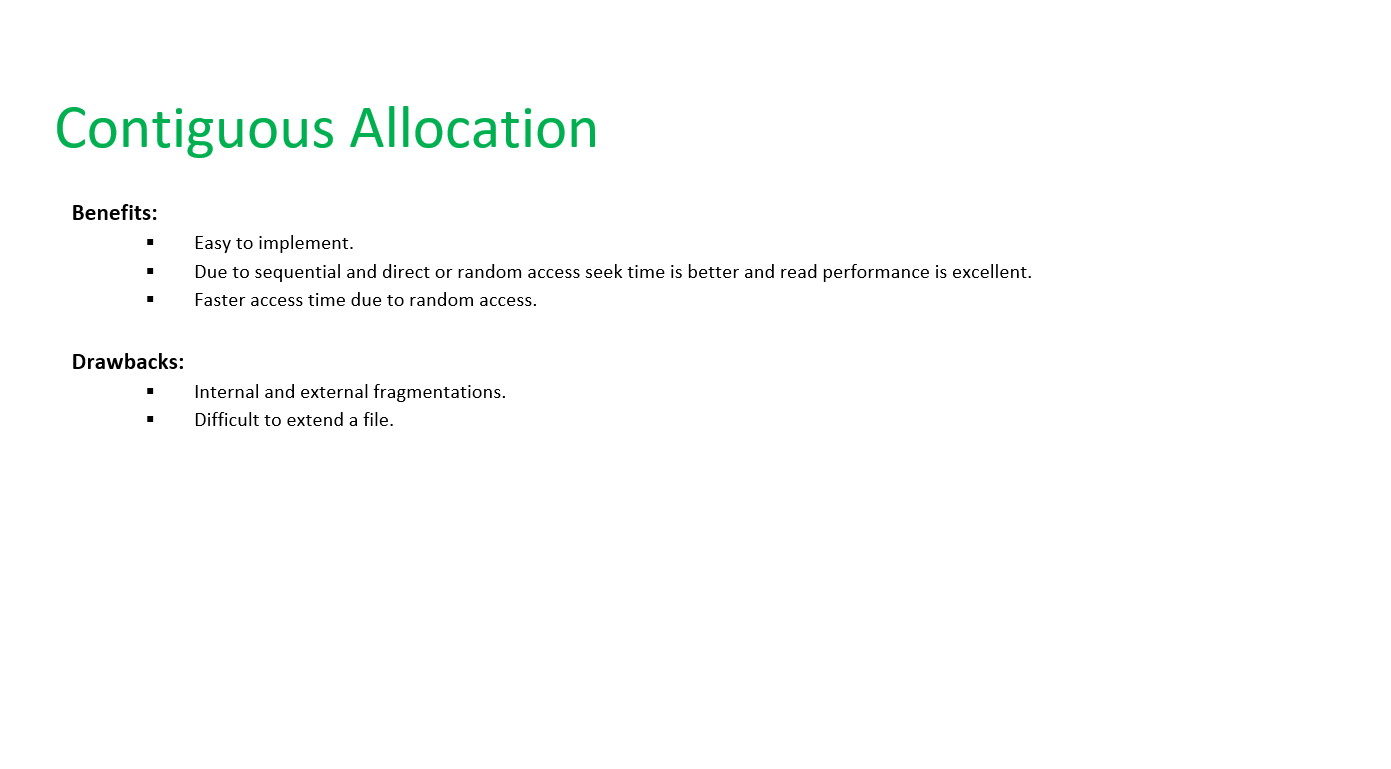 Contiguous Allocation
Benefits:
▪ Easy to implement.
▪ Due to sequential and direct or random access seek time is better and read performance is excellent.
▪ Faster access time due to random access.
Drawbacks:
▪ Internal and external fragmentations.
▪ Difficult to extend a file.